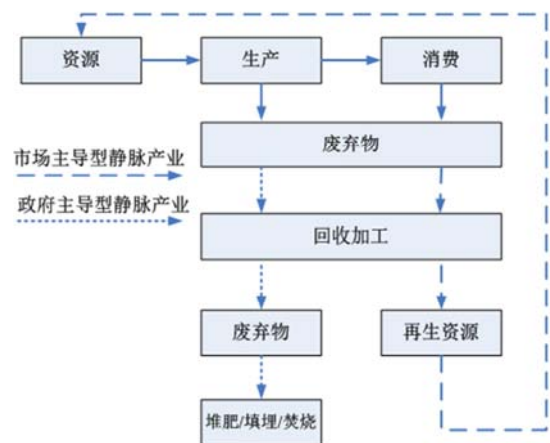 资源
生产
消费
废弃物
市场主导型静脉产业
政府主导型静脉产业
回收加工
废弃物
再生资源
堆肥/填埋/焚烧